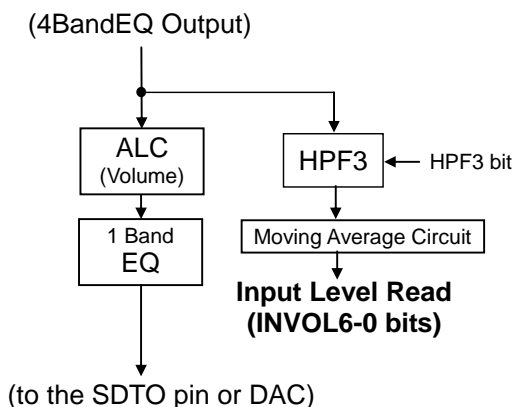 (4BandEQ Output)
ALC
(Volume)
HPF3
HPF3 bit
1 Band
EQ
Moving Average Circuit
Input Level Read
(INVOL6-0 bits)
(to the SDTO pin or DAC)